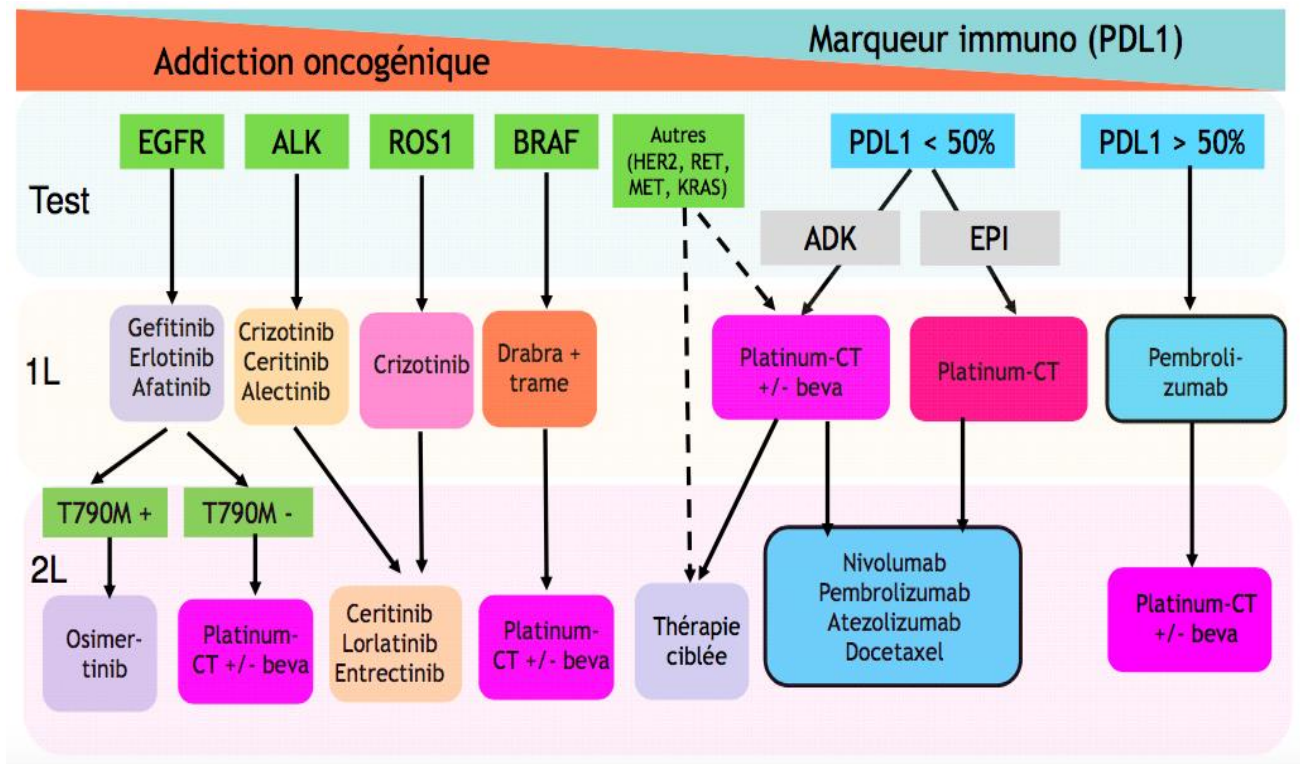 Addiction oncogénique
Marqueur immuno (PDL1)
Test
EGFR
ALK
ROS1
BRAF
Autres
(HER2, RET,
MET, KRAS)
PDL1 < 50%
PDL1 > 50%
ADK
EPI
1L
Gefitinib
Erlotinib
Afatinib
Crizotinib
Ceritinib
Alectinib
Crizotinib
Drabra +
trame
Platinum-CT
+/- beva
Platinum-CT
Pembroli-
zumab
2L
T790M +
T790M -
Osimer-
tinib
Platinum-
CT +/- beva
Ceritinib
Lorlatinib
Entrectinib
Platinum-
CT +/- beva
Thérapie
ciblée
Nivolumab
Pembrolizumab
Atezolizumab
Docetaxel
Platinum-CT
+/- beva